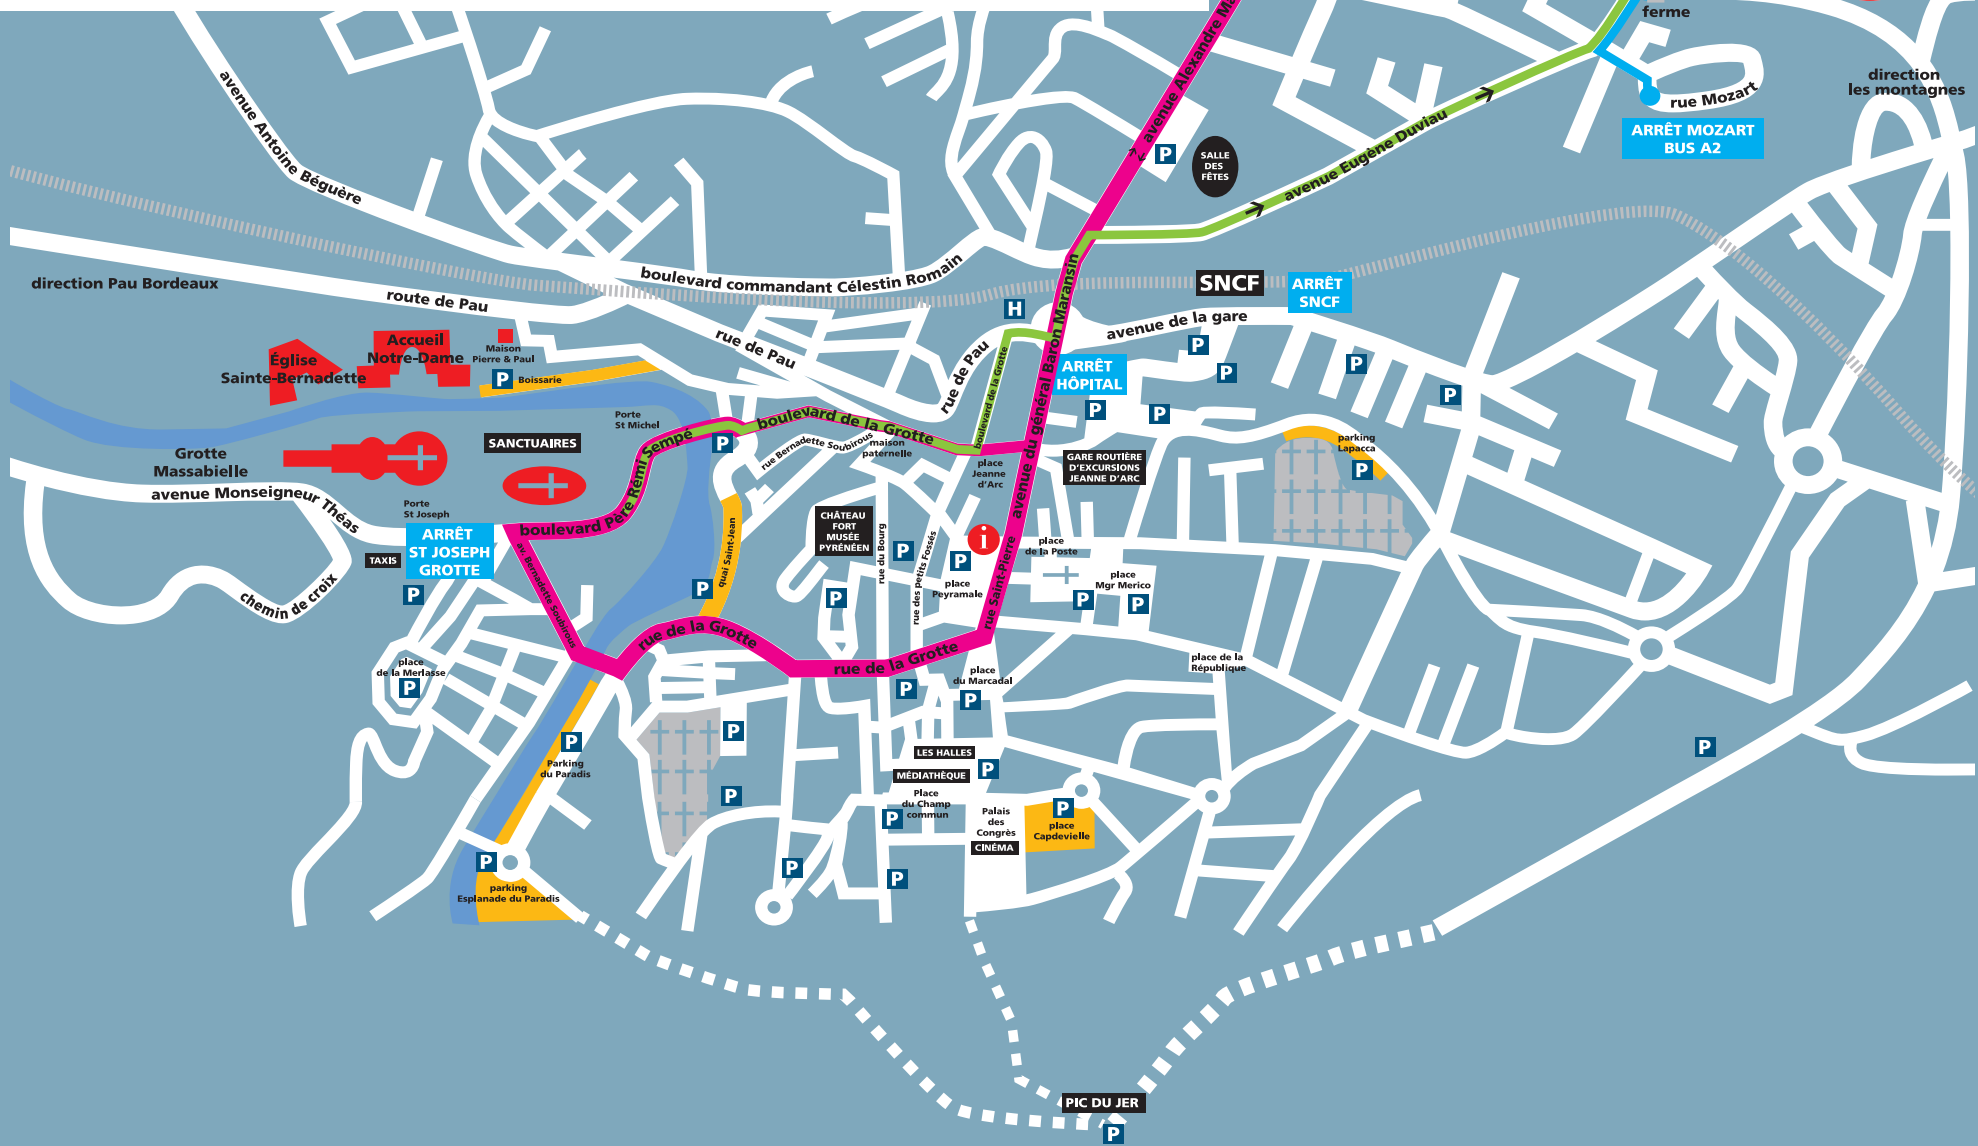 ferme
direction
les montagnes
rue Mozart
ARRÊT MOZART
BUS A2
avenue Alexandre Ma
avenue Antoine Béguère
P
SALLE
DES
FÊTES
avenue Eugène Duviau
boulevard commandant Célestin Romain
direction Pau Bordeaux
route de Pau
SNCF
ARRÊT
SNCF
H
avenue de la gare
rue de Pau
rue de Pau
boulevard de la Grotte
avenue du général Baron Maransin
ARRÊT
HÔPITAL
P
P
P
P
P
P
Église
Sainte-Bernadette
Accueil
Notre-Dame
Maison
Pierre & Paul
P
Boissarie
Porte
St Michel
SANCTUAIRES
boulevard de la Grotte
P
rue Bernadette Soubirous
maison
paternelle
place
Jeanne
d'Arc
GARE ROUTIÈRE
D'EXCURSIONS
JEANNE D'ARC
parking
Lapacca
P
Grotte
Massabielle
avenue Monseigneur Théas
Porte
St Joseph
boulevard Père Rémi Sempé
ARRÊT
ST JOSEPH
GROTTE
TAXIS
P
av. Bernadette Soubirous
chemin de croix
quai Saint-Jean
P
CHÂTEAU
FORT
MUSÉE
PYRÉNÉEN
rue du Bourg
P
rue des petits Fossés
P
i
P
place
Peyramale
rue Saint-Pierre
place
de la Poste
place
Mgr Merico
P
P
rue de la Grotte
rue de la Grotte
place de la
République
place
de la Merlasse
P
place
du Marcadal
P
P
P
Parking
du Paradis
P
P
P
LES HALLES
MÉDIATHÈQUE
P
Place
du Champ
commun
P
Palais
des
Congrès
CINÉMA
P
place
Capdevielle
P
P
P
parking
Esplanade du Paradis
PIC DU JER
P